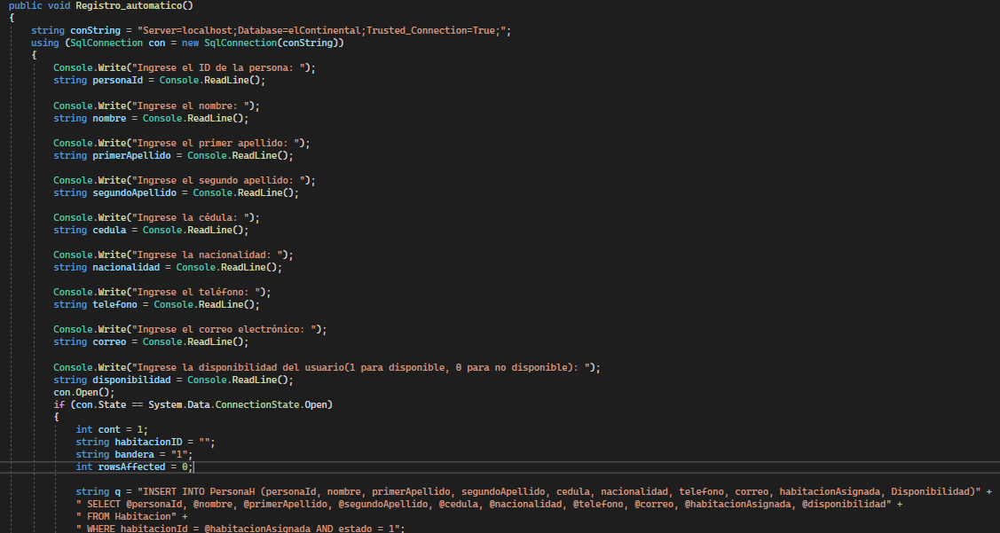 public void Registro_automatico()
{
string conString = "Server=localhost;Database=elContinental;Trusted_Connection=True;";
using (SqlConnection con = new SqlConnection(conString))
{
Console.Write("Ingrese el ID de la persona: ");
string personaId = Console.ReadLine();
Console.Write("Ingrese el nombre: ");
string nombre = Console.ReadLine();
Console.Write("Ingrese el primer apellido: ");
string primerApellido = Console.ReadLine();
Console.Write("Ingrese el segundo apellido: ");
string segundoApellido = Console.ReadLine();
Console.Write("Ingrese la cédula: ");
string cedula = Console.ReadLine();
Console.Write("Ingrese la nacionalidad: ");
string nacionalidad = Console.ReadLine();
Console.Write("Ingrese el teléfono: ");
string telefono = Console.ReadLine();
Console.Write("Ingrese el correo electrónico: ");
string correo = Console.ReadLine();
Console.Write("Ingrese la disponibilidad del usuario(1 para disponible, 0 para no disponible): ");
string disponibilidad = Console.ReadLine();
con.Open();
if (con.State == System.Data.ConnectionState.Open)
{
int cont = 1;
string habitacionID = "";
string bandera = "1";
int rowsAffected = 0;
string q = "INSERT INTO PersonaH (personaId, nombre, primerApellido, segundoApellido, cedula, nacionalidad, telefono, correo, habitacionAsignada, Disponibilidad)" +
" SELECT @personaId, @nombre, @primerApellido, @segundoApellido, @cedula, @nacionalidad, @telefono, @correo, @habitacionAsignada, @disponibilidad" +
" FROM Habitacion" +
" WHERE habitacionId = @habitacionAsignada AND estado = 1";